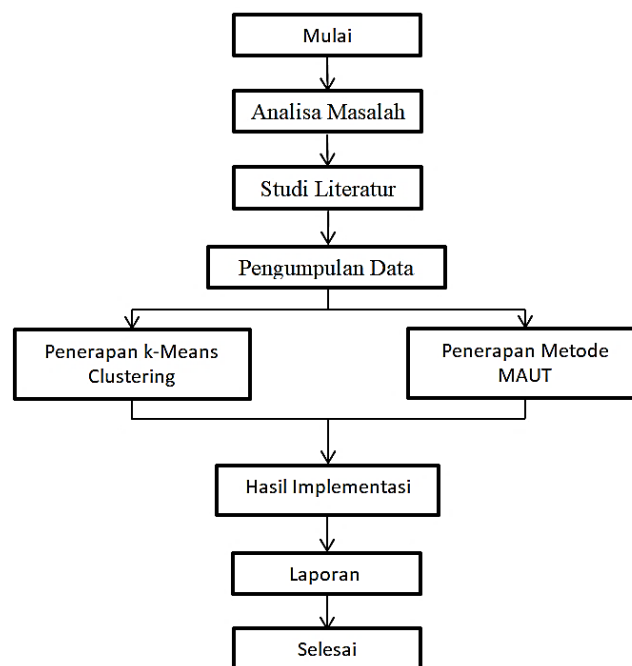 Mulai
Analisa Masalah
Studi Literatur
Pengumpulan Data
Penerapan k-Means
Clustering
Penerapan Metode
MAUT
Hasil Implementasi
Laporan
Selesai